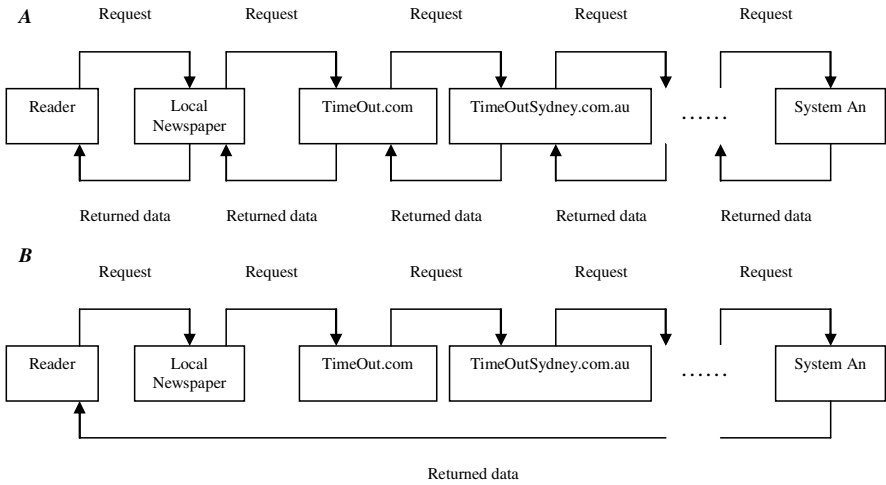 A
Request Request Request Request Request
Reader Local TimeOut.com TimeOutSydney.com.au ...... System An
Newspaper
Returned data Returned data Returned data Returned data Returned data
B
Request Request Request Request Request
Reader Local TimeOut.com TimeOutSydney.com.au ...... System An
Newspaper
Returned data